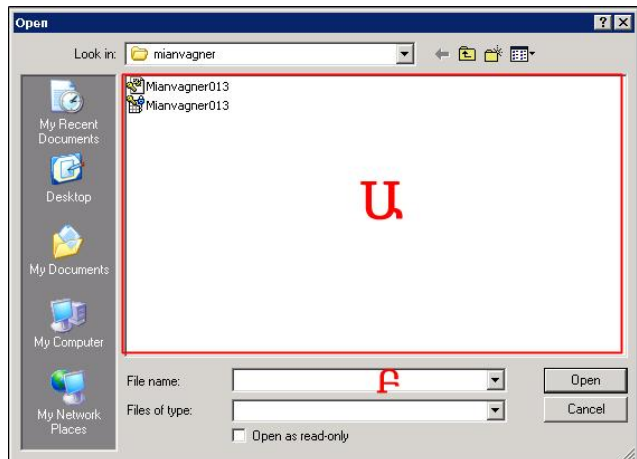 Open
Look in: mianvagner
My Recent
Documents
Desktop
My Documents
My Computer
My Network
Places
Mianvagner013
Mianvagner013
Ա
File name: Բ Open
Files of type: Cancel
Open as read-only